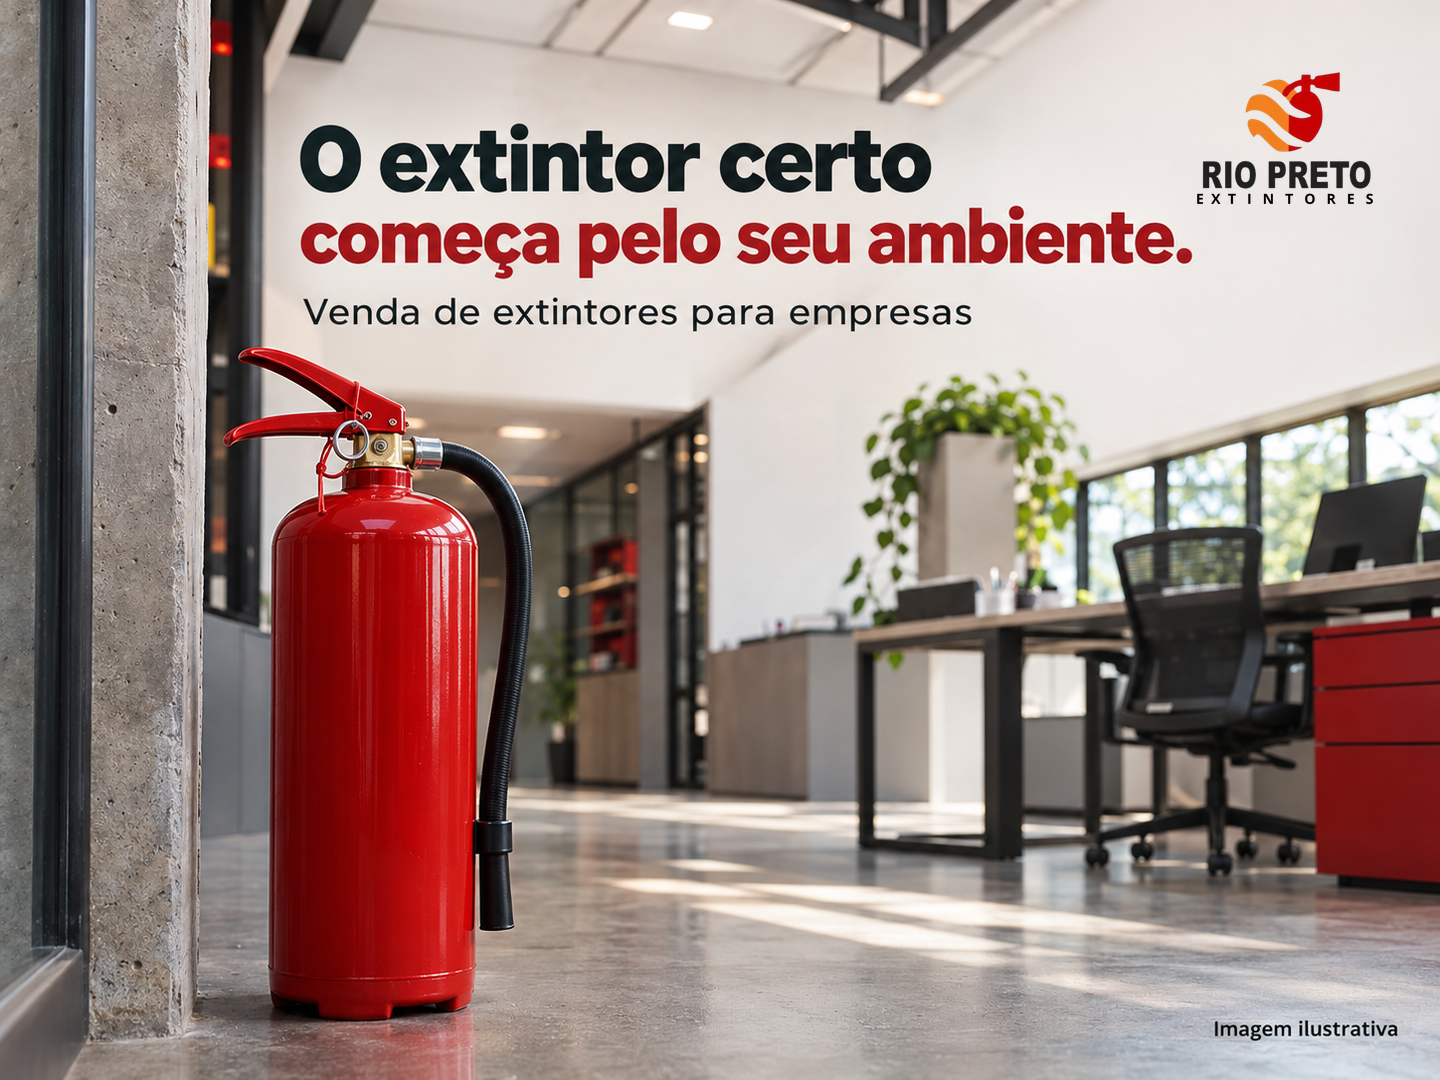 O extintor certo
começa pelo seu ambiente.
Venda de extintores para empresas
RIO PRETO
EXTINTORES
Imagem ilustrativa